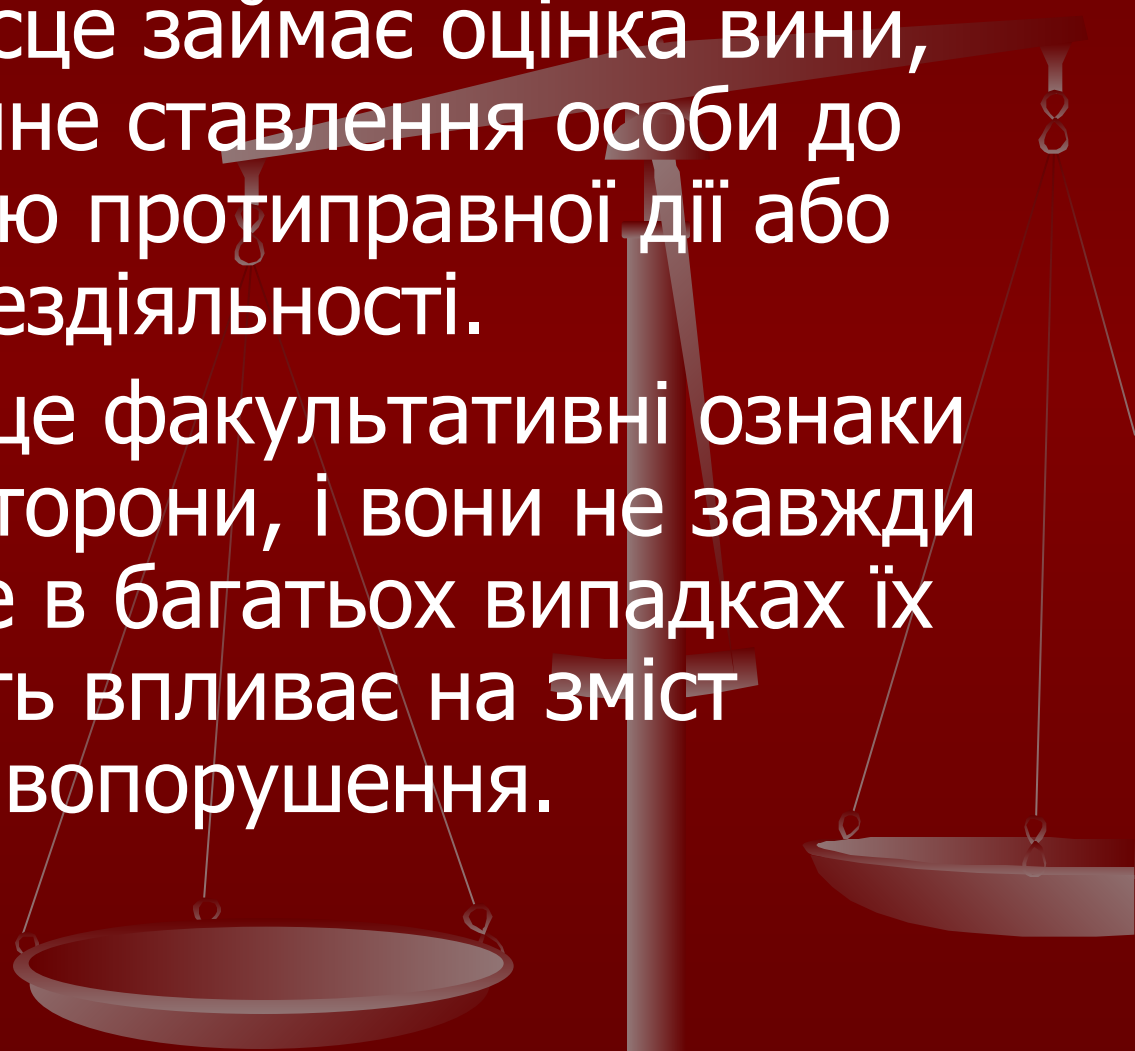 сце займає оцінка вини,
не ставлення особи до
ю протиправної дії або
ездіяльності.
це факультативні ознаки
торони, і вони не завжди
е в багатьох випадках їх
ть впливає на зміст
вопорушення.